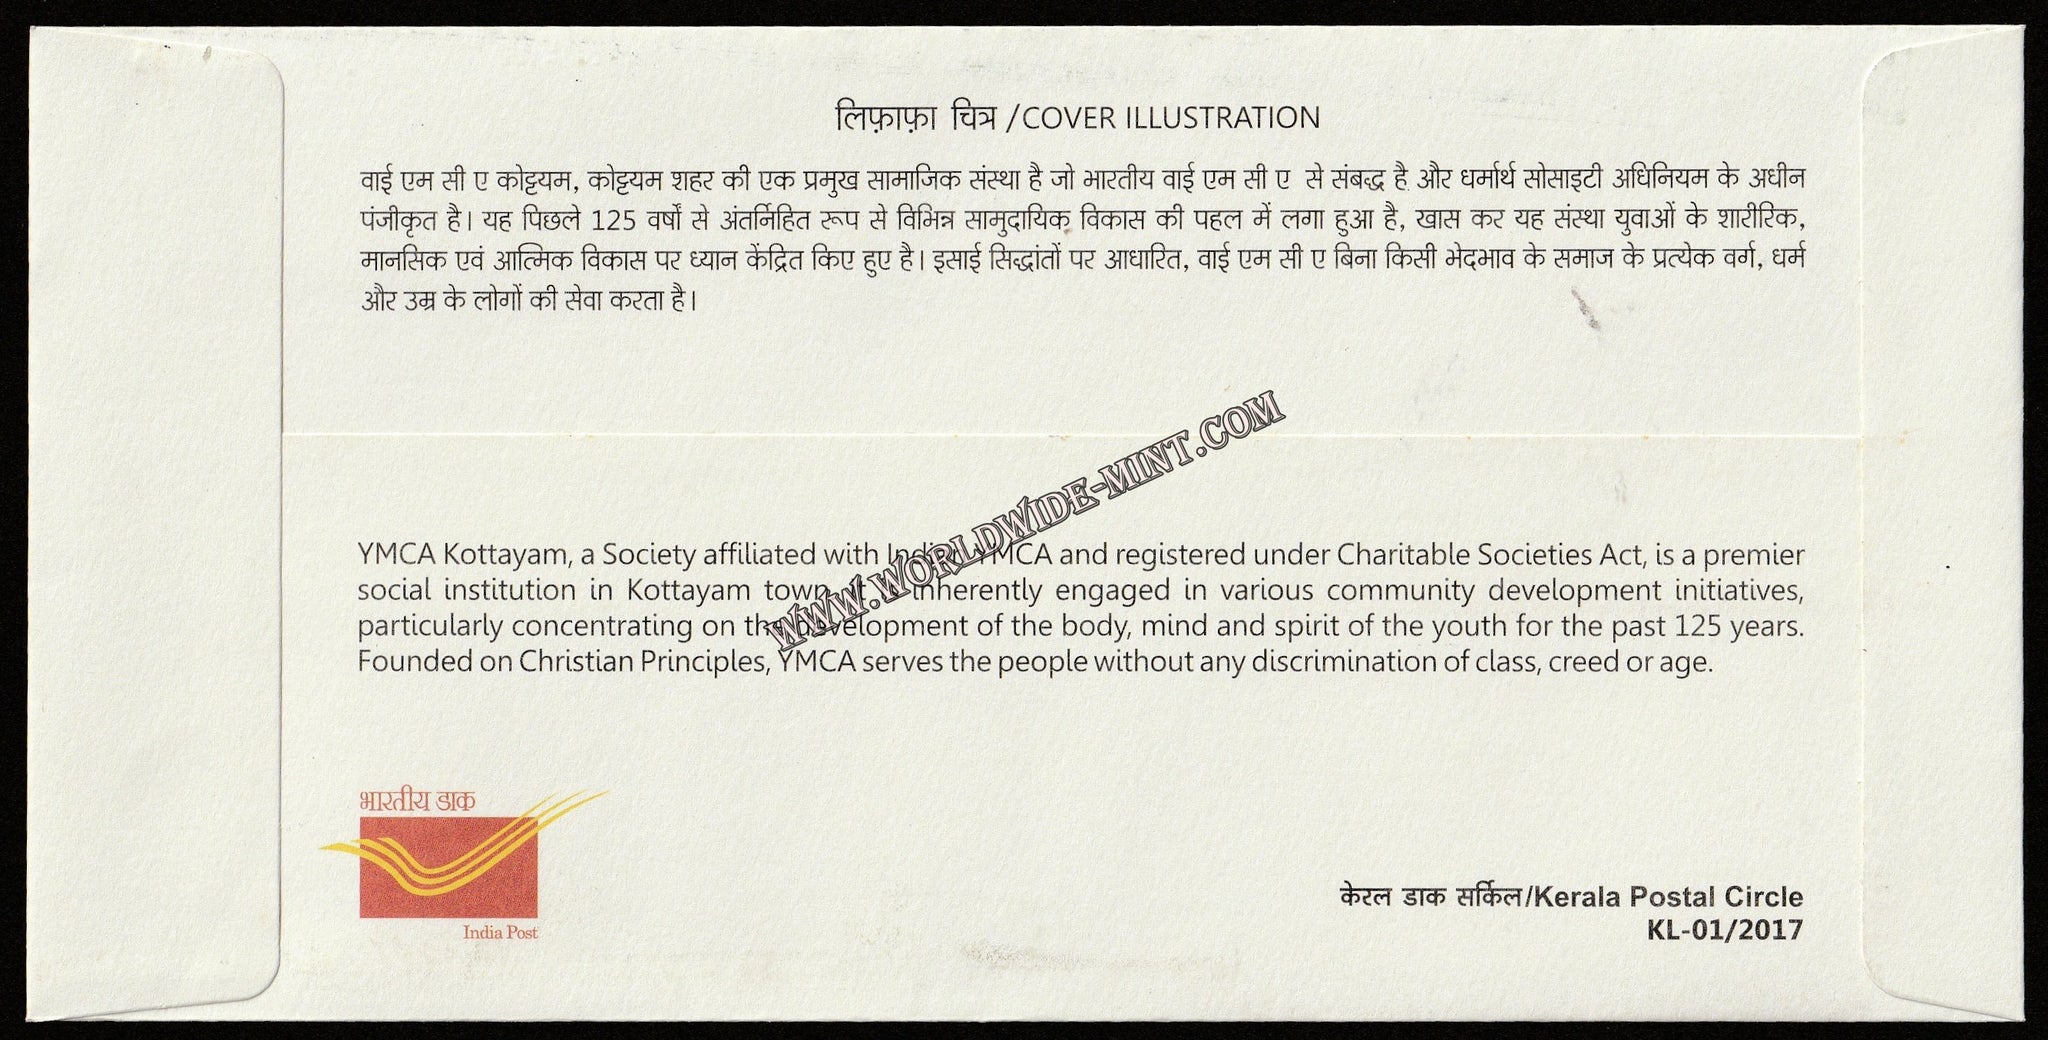 लिफ़ाफ़ा चित्र /COVER ILLUSTRATION
वाई एम सी ए कोट्टयम, कोट्टयम शहर की एक प्रमुख सामाजिक संस्था है जो भारतीय वाई एम सी ए से संबद्ध है और धर्मार्थ सोसाइटी अधिनियम के अधीन
पंजीकृत है। यह पिछले 125 वर्षों से अंतर्निहित रूप से विभिन्न सामुदायिक विकास की पहल में लगा हुआ है, खास कर यह संस्था युवाओं के शारीरिक,
मानसिक एवं आत्मिक विकास पर ध्यान केंद्रित किए हुए है। इसाई सिद्धांतों पर आधारित, वाई एम सी ए बिना किसी भेदभाव के समाज के प्रत्येक वर्ग, धर्म
और उम्र के लोगों की सेवा करता है।
WWW.WORLDWIDE-MINT.COM
YMCA Kottayam, a Society affiliated with Indian YMCA and registered under Charitable Societies Act, is a premier
social institution in Kottayam town. inherently engaged in various community development initiatives,
particularly concentrating on the development of the body, mind and spirit of the youth for the past 125 years.
Founded on Christian Principles, YMCA serves the people without any discrimination of class, creed or age.
भारतीय डाक
India Post
केरल डाक सर्किल/Kerala Postal Circle
KL-01/2017